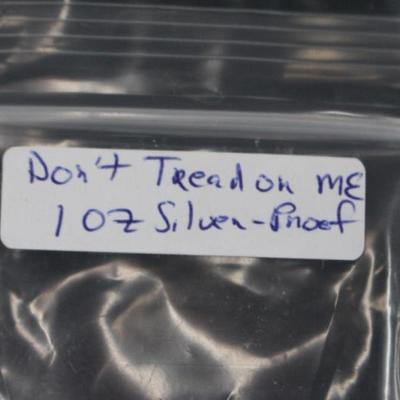 Don't Tread on ME
1 OZ Silver-Proof